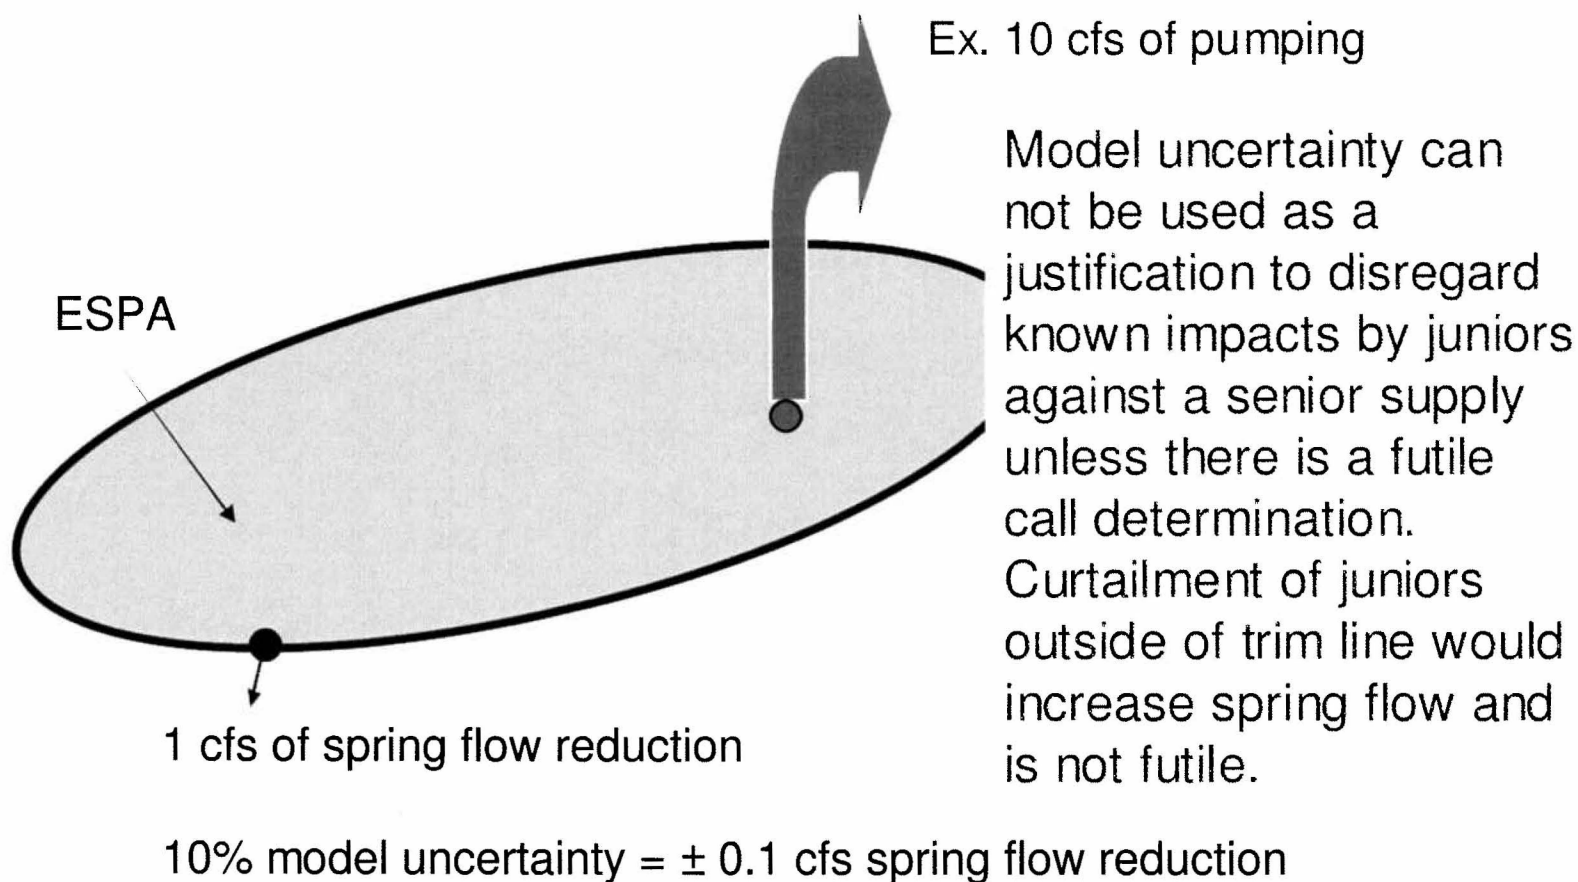 Ex. 10 cfs of pumping
Model uncertainty can
not be used as a
justification to disregard
known impacts by juniors
against a senior supply
unless there is a futile
call determination.
Curtailment of juniors
outside of trim line would
increase spring flow and
is not futile.
ESPA
1 cfs of spring flow reduction
10% model uncertainty = ± 0.1 cfs spring flow reduction